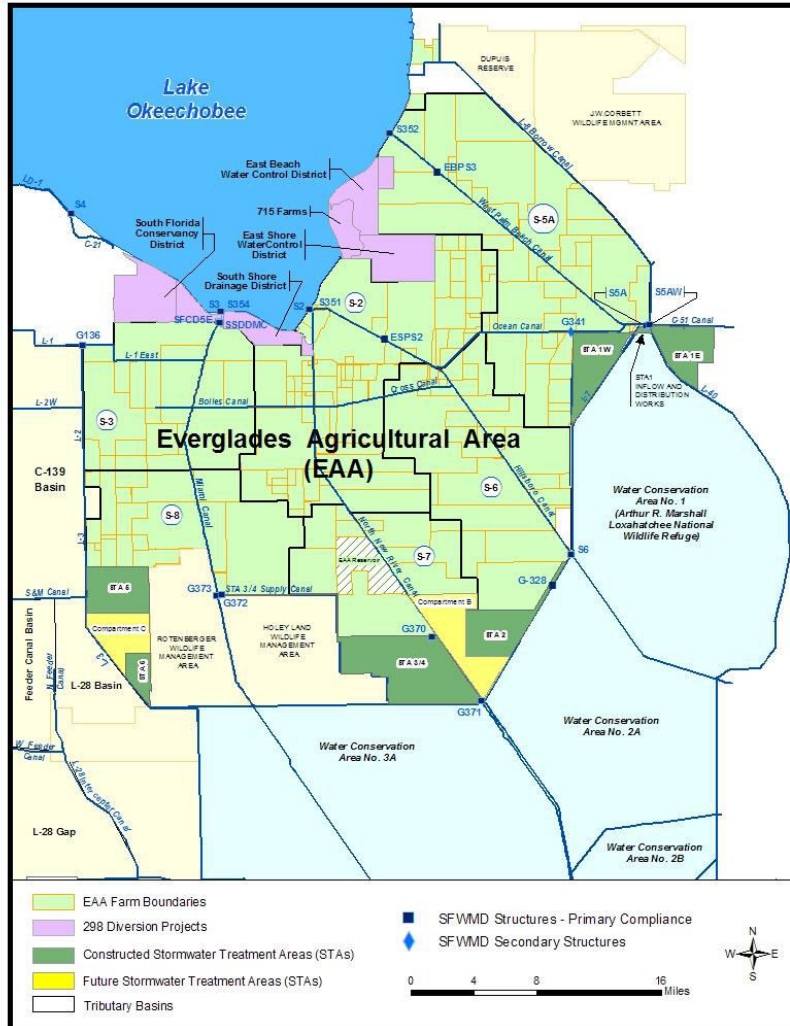 DUPUIS
RESERVE
J.W.CORBETT
WILDLIFE MGMNT AREA
Lake
Okeechobee
L-8 Borrow Canal
S352
EBPS3
East Beach
Water Control District
LD-1
S4
C-21
715 Farms
West Palm Beach Canal
S-5A
South Florida
Conservancy
District
East Shore
WaterControl
District
South Shore
Drainage District
S3
S354
SFCD5E
SSDDMC
S2
S351
S-2
S5A
S5AW
G136
L-1
L-1 East
ESPS2
Ocean Canal
G341
C-51 Canal
STA 1W
STA 1E
STA1
INFLOW AND
DISTRIBUTION
WORKS
L-7
L-40
L-2W
Bolles Canal
Cross Canal
S-3
L-2
Everglades Agricultural Area
(EAA)
C-139
Basin
S-6
Hillsboro Canal
Water Conservation
Area No. 1
(Arthur R. Marshall
Loxahatchee National
Wildlife Refuge)
S-8
Miami Canal
L-3
North New River Canal
EAA Reservoir
S-7
S6
S&M Canal
STA 5
G373
G372
STA 3/4 Supply Canal
G-328
Compartment B
Compartment C
ROTENBERGER
WILDLIFE
MANAGEMENT
AREA
HOLEY LAND
WILDLIFE
MANAGEMENT
AREA
G370
STA 2
STA 3/4
Feeder Canal Basin
N. Feeder
Canal
L-3
STA 6
L-28 Basin
G371
Water Conservation
Area No. 3A
Water Conservation
Area No. 2A
W. Feeder
Canal
L-28 Interceptor Canal
L-28 Gap
Water Conservation
Area No. 2B
EAA Farm Boundaries
298 Diversion Projects
Constructed Stormwater Treatment Areas (STAs)
Future Stormwater Treatment Areas (STAs)
Tributary Basins
SFWMD Structures - Primary Compliance
SFWMD Secondary Structures
N
W E
S
0 4 8 16
Miles